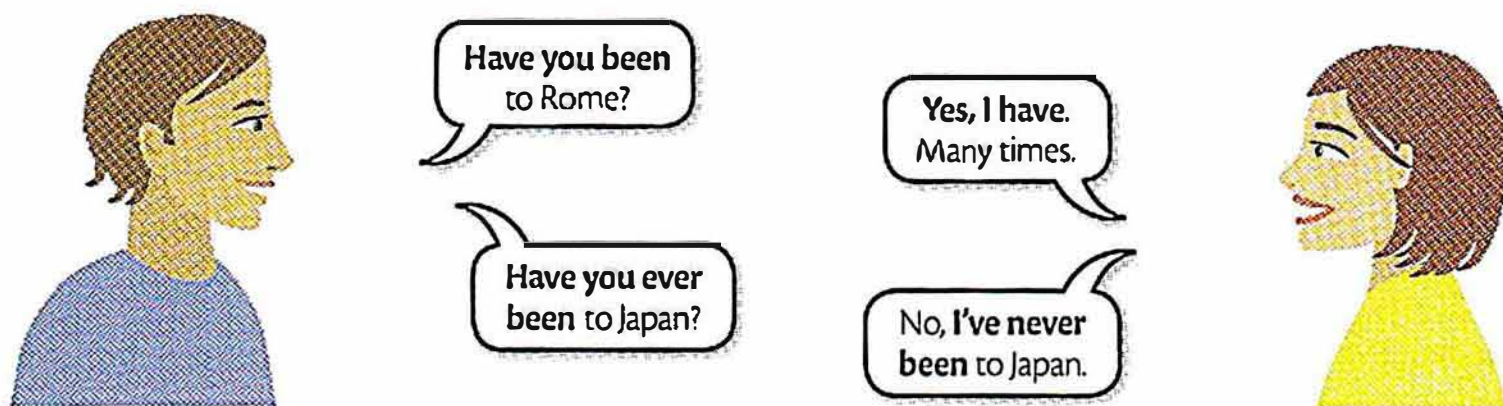 Have you been
to Rome?
Yes, I have.
Many times.
Have you ever
been to Japan?
No, I've never
been to Japan.